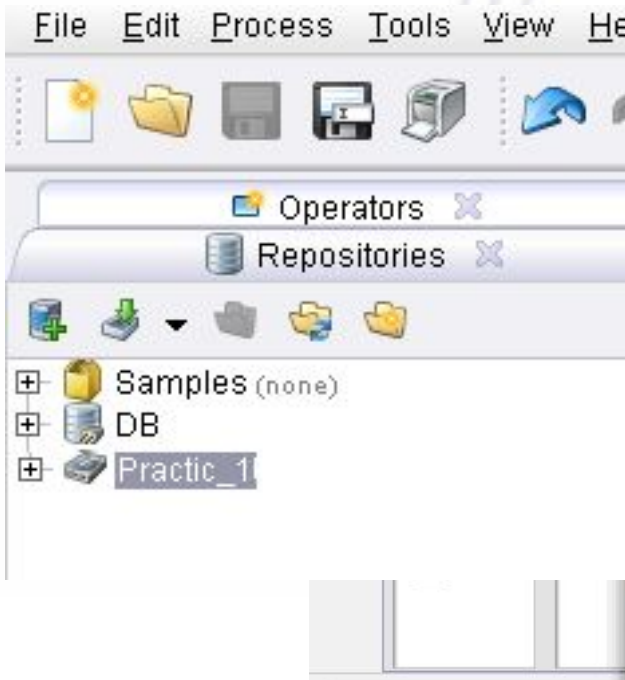 File Edit Process Tools View He
Operators
Repositories
Samples (none)
DB
Practic_1